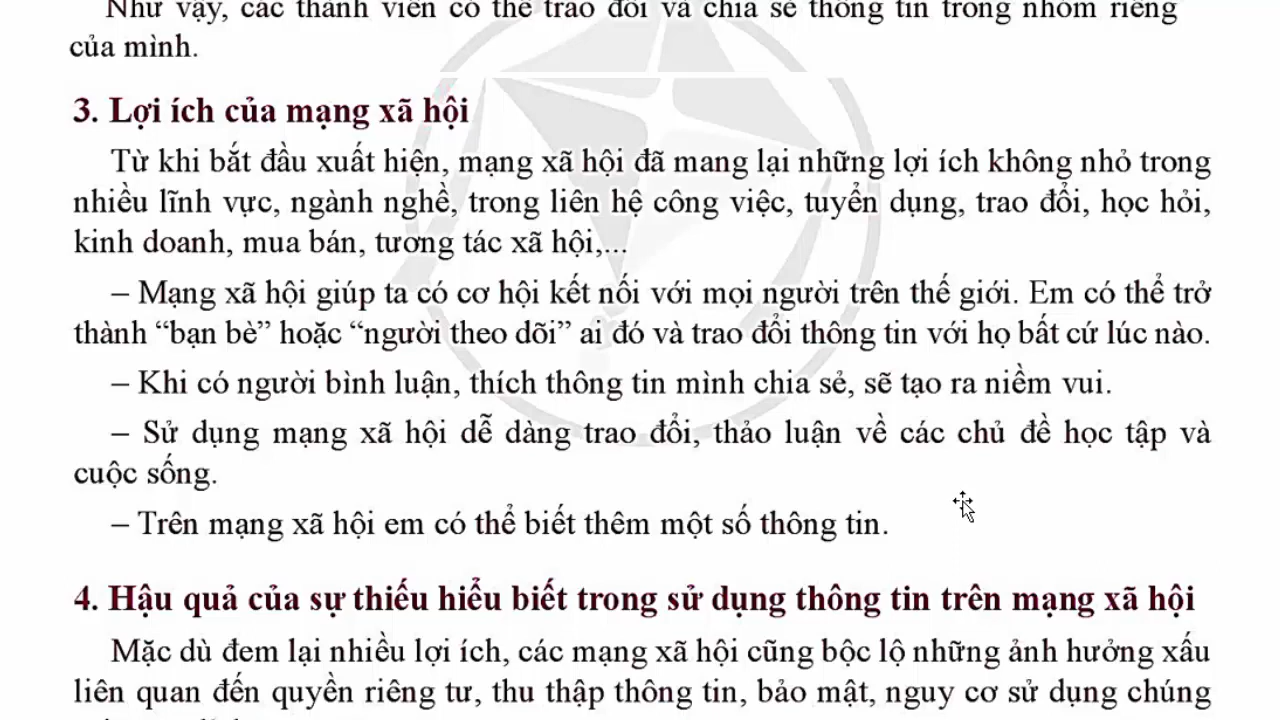 Như vậy, các thành viên có thể trao đổi và chia sẻ thông tin trong nhóm riêng
của mình.
3. Lợi ích của mạng xã hội
Từ khi bắt đầu xuất hiện, mạng xã hội đã mang lại những lợi ích không nhỏ trong
nhiều lĩnh vực, ngành nghề, trong liên hệ công việc, tuyển dụng, trao đổi, học hỏi,
kinh doanh, mua bán, tương tác xã hội,...
– Mạng xã hội giúp ta có cơ hội kết nối với mọi người trên thế giới. Em có thể trở
thành “bạn bè” hoặc “người theo dõi” ai đó và trao đổi thông tin với họ bất cứ lúc nào.
– Khi có người bình luận, thích thông tin mình chia sẻ, sẽ tạo ra niềm vui.
– Sử dụng mạng xã hội dễ dàng trao đổi, thảo luận về các chủ đề học tập và
cuộc sống.
– Trên mạng xã hội em có thể biết thêm một số thông tin.
4. Hậu quả của sự thiếu hiểu biết trong sử dụng thông tin trên mạng xã hội
Mặc dù đem lại nhiều lợi ích, các mạng xã hội cũng bộc lộ những ảnh hưởng xấu
liên quan đến quyền riêng tư, thu thập thông tin, bảo mật, nguy cơ sử dụng chúng